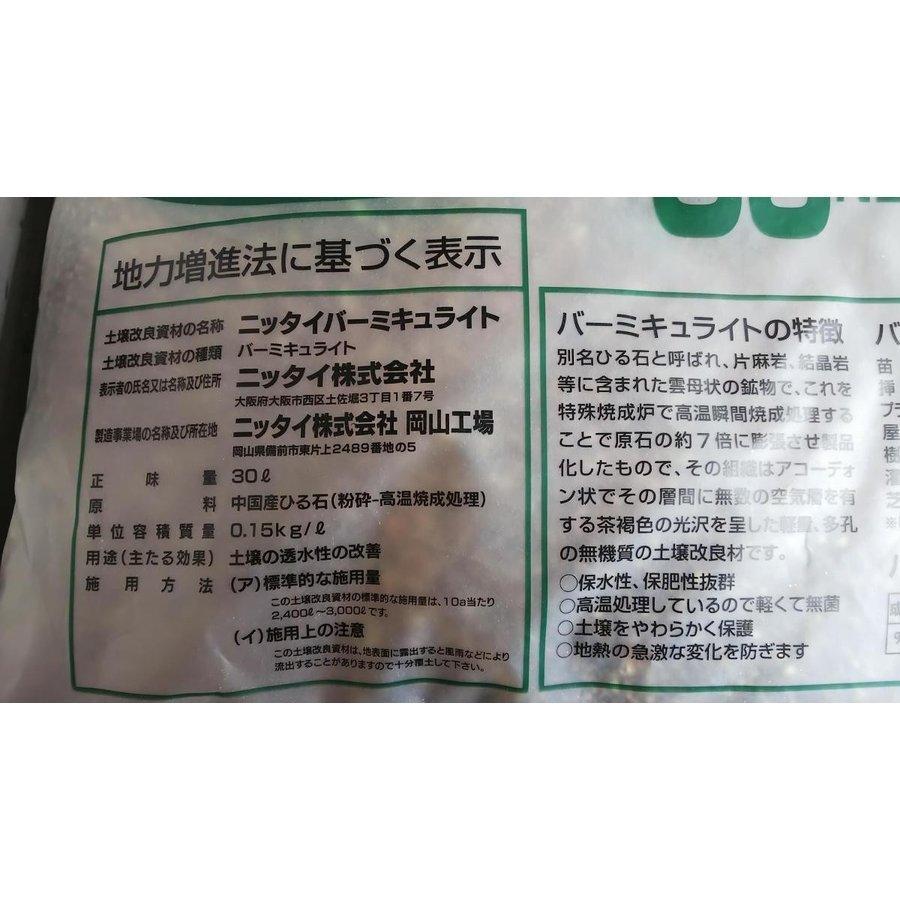 地力増進法に基づく表示
土壌改良資材の名称 ニッタイバーミキュライト
土壌改良資材の種類 バーミキュライト
表示者の氏名又は名称及び住所 ニッタイ株式会社
大阪府大阪市西区土佐堀3丁目1番7号
製造事業場の名称及び所在地 ニッタイ株式会社 岡山工場
岡山県備前市東片上2489番地の5
正味量 30ℓ
原料 中国産ひる石(粉砕-高温焼成処理)
単位容積質量 0.15kg/ℓ
用途(主たる効果) 土壌の透水性の改善
施用方法 (ア)標準的な施用量
この土壌改良資材の標準的な施用量は、10a当たり
2,400ℓ〜3,000ℓです。
(イ)施用上の注意
この土壌改良資材は、地表面に露出すると風雨などにより
流出することがありますので十分覆土して下さい。
バーミキュライトの特徴
別名ひる石と呼ばれ、片麻岩、結晶岩
等に含まれた雲母状の鉱物で、これを
特殊焼成炉で高温瞬間焼成処理する
ことで原石の約7倍に膨張させ製品
化したもので、その組織はアコーディオ
ン状でその層間に無数の空気層を有
する茶褐色の光沢を呈した軽量、多孔
の無機質の土壌改良材です。
○保水性、保肥性抜群
○高温処理しているので軽くて無菌
○土壌をやわらかく保護
○地熱の急激な変化を防ぎます